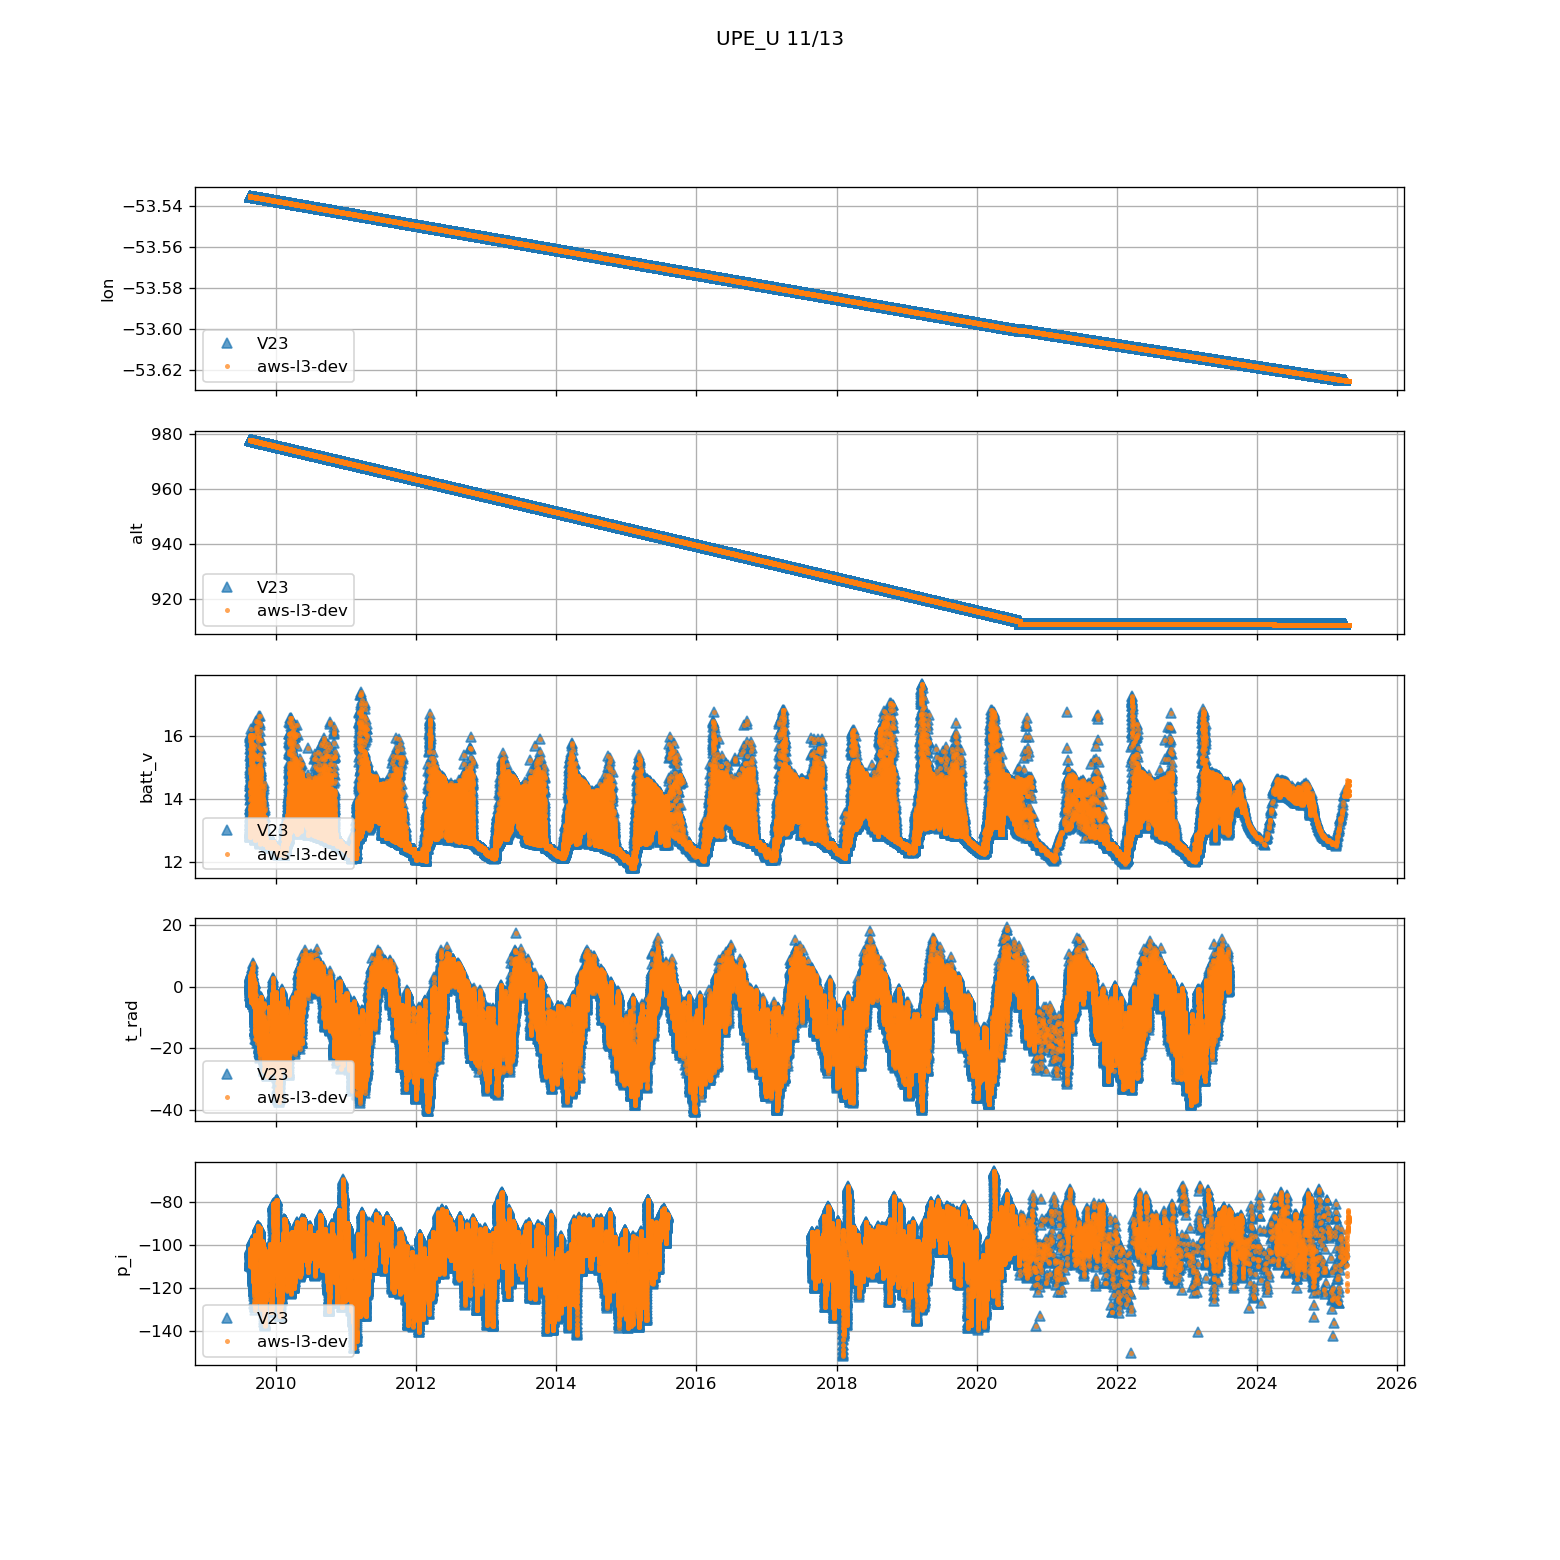 UPE_U 11/13
−53.54
−53.56
−53.58
−53.60
−53.62
lon
V23
aws-l3-dev
980
960
940
920
alt
V23
aws-l3-dev
16
14
12
batt_v
V23
aws-l3-dev
20
0
−20
−40
t_rad
V23
aws-l3-dev
−80
−100
−120
−140
p_i
V23
aws-l3-dev
2010 2012 2014 2016 2018 2020 2022 2024 2026